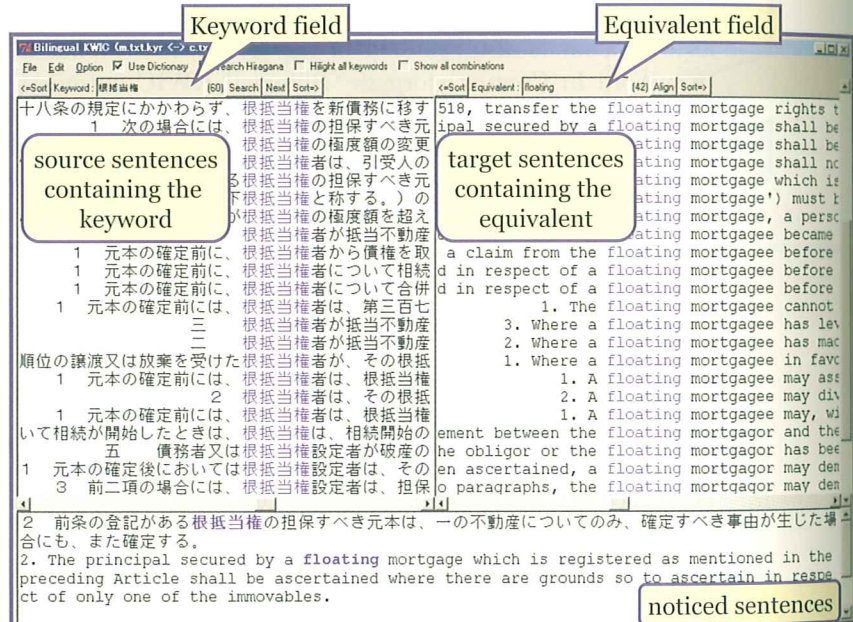 Keyword field
Equivalent field
Bilingual KWIC (m.txt.kyr <-> c.tx
File Edit Option Use Dictionary earch Hiragana Hilight all keywords Show all combinations
<=Sort Keyword: 根抵当権 (60) Search Next Sort=>
<=Sort Equivalent: floating (42) Align Sort=>
十八条の規定にかかわらず、根抵当権を新債務に移す
518, transfer the floating mortgage rights t
1 次の場合には、根抵当権の担保すべき元
ipal secured by a floating mortgage shall be
根抵当権の極度額の変更
floating mortgage shall be
根抵当権者は、引受人の
floating mortgage shall no
る根抵当権の担保すべき元
floating mortgage which is
下根抵当権と称する。)の
floating mortgage') must b
が根抵当権の極度額を超え
floating mortgage, a perso
根抵当権者が抵当不動産
floating mortgagee became
1 元本の確定前に、根抵当権者から債権を取
a claim from the floating mortgagee before
1 元本の確定前に、根抵当権者について相続
d in respect of a floating mortgagee before
1 元本の確定前に、根抵当権者について合併
d in respect of a floating mortgagee before
1 元本の確定前には、根抵当権者は、第三百七
1. The floating mortgagee cannot
三 根抵当権者が抵当不動産
3. Where a floating mortgagee has lev
二 根抵当権者が抵当不動産
2. Where a floating mortgagee has mad
順位の譲渡又は放棄を受けた根抵当権者が、その根抵
1. Where a floating mortgagee in favo
1 元本の確定前には、根抵当権者は、根抵当権
1. A floating mortgagee may ass
2 根抵当権者は、その根抵
2. A floating mortgagee may div
1 元本の確定前には、根抵当権者は、根抵当権
1. A floating mortgagee may, wi
いて相続が開始したときは、根抵当権は、相続開始の
ement between the floating mortgagor and the
五 債務者又は根抵当権設定者が破産の
he obligor or the floating mortgagor has bee
1 元本の確定後においては根抵当権設定者は、その
en ascertained, a floating mortgagor may dem
3 前二項の場合には、根抵当権設定者は、担保
o paragraphs, the floating mortgagor may dem
source sentences
containing the
keyword
target sentences
containing the
equivalent
2 前条の登記がある根抵当権の担保すべき元本は、一の不動産についてのみ、確定すべき事由が生じた場
合にも、また確定する。
2. The principal secured by a floating mortgage which is registered as mentioned in the
preceding Article shall be ascertained where there are grounds so to ascertain in respe
ct of only one of the immovables.
noticed sentences